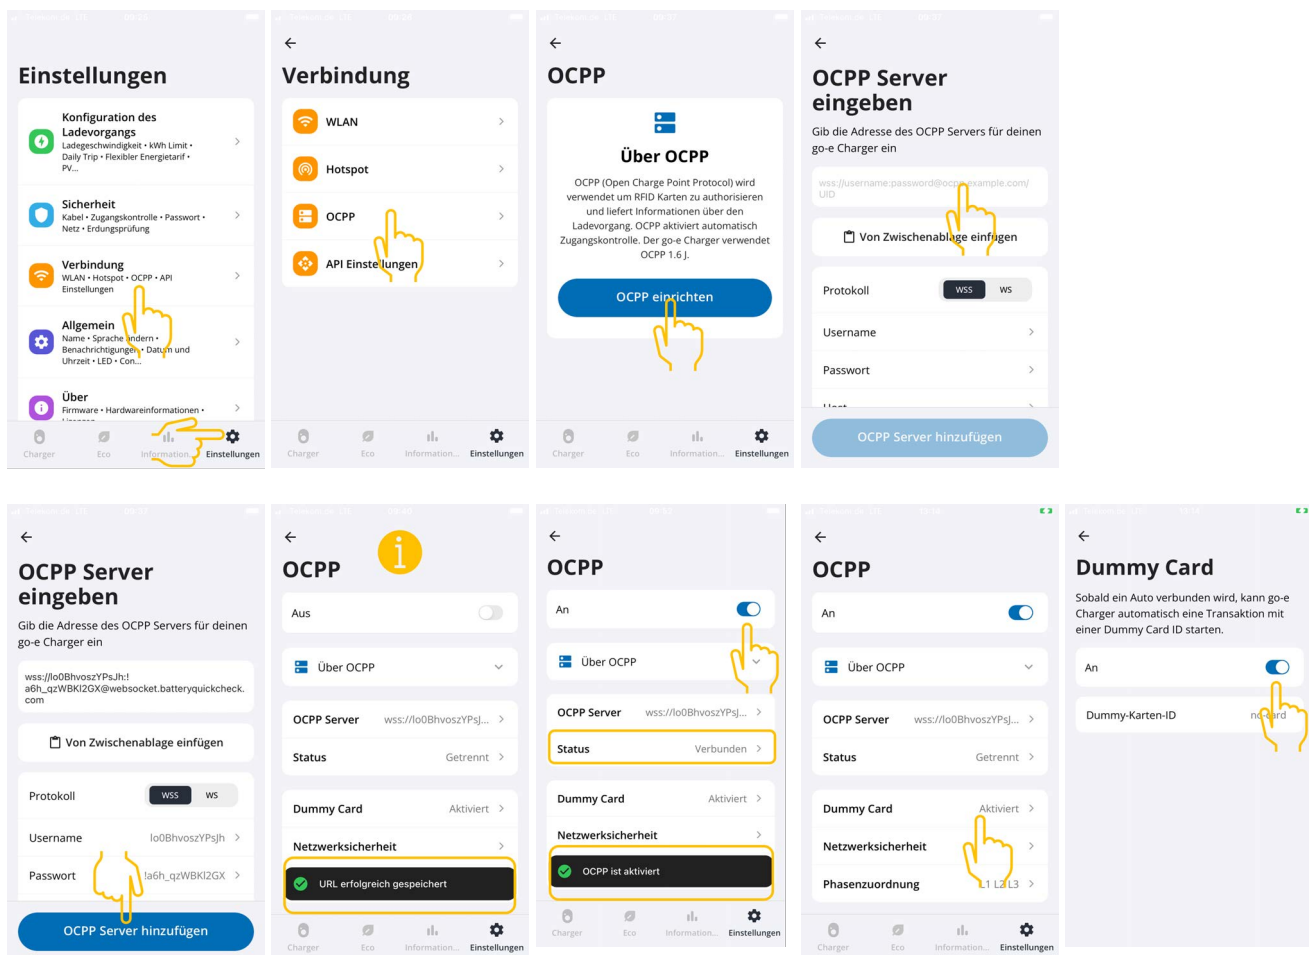 Einstellungen
Konfiguration des
Ladevorgangs
Ladegeschwindigkeit • kWh Limit •
Daily Trip • Flexibler Energietarif •
PV...
Sicherheit
Kabel • Zugangskontrolle • Passwort •
Netz • Erdungsprüfung
Verbindung
WLAN • Hotspot • OCPP • API
Einstellungen
Allgemein
Name • Sprache ändern •
Benachrichtigungen • Datum und
Uhrzeit • LED • Con...
Über
Firmware • Hardwareinformationen •
Charger
Eco
Information...
Einstellungen
Verbindung
WLAN
Hotspot
OCPP
API Einstellungen
Charger
Eco
Information...
Einstellungen
OCPP
Über OCPP
OCPP (Open Charge Point Protocol) wird
verwendet um RFID Karten zu authorisieren
und liefert Informationen über den
Ladevorgang. OCPP aktiviert automatisch
Zugangskontrolle. Der go-e Charger verwendet
OCPP 1.6 J.
OCPP einrichten
Charger
Eco
Information...
Einstellungen
OCPP Server
eingeben
Gib die Adresse des OCPP Servers für deinen
go-e Charger ein
wss://username:password@ocpp.example.com/
UID
Von Zwischenablage einfügen
Protokoll
WSS
WS
Username
Passwort
Host
OCPP Server hinzufügen
OCPP Server
eingeben
Gib die Adresse des OCPP Servers für deinen
go-e Charger ein
wss://lo0BhvoszYPsJh:!
a6h_qzWBKI2GX@websocket.batteryquickcheck.
com
Von Zwischenablage einfügen
Protokoll
WSS
WS
Username
lo0BhvoszYPsJh
Passwort
!a6h_qzWBKl2GX
OCPP Server hinzufügen
i
OCPP
Aus
Über OCPP
OCPP Server
wss://lo0BhvoszYPsJ...
Status
Getrennt
Dummy Card
Aktiviert
Netzwerksicherheit
URL erfolgreich gespeichert
Charger
Eco
Information...
Einstellungen
OCPP
An
Über OCPP
OCPP Server
wss://lo0BhvoszYPsJ...
Status
Verbunden
Dummy Card
Aktiviert
Netzwerksicherheit
OCPP ist aktiviert
Charger
Eco
Information...
Einstellungen
OCPP
An
Über OCPP
OCPP Server
wss://lo0BhvoszYPsJ...
Status
Getrennt
Dummy Card
Aktiviert
Netzwerksicherheit
Phasenzuordnung
L1 L2 L3
Charger
Eco
Information...
Einstellungen
Dummy Card
Sobald ein Auto verbunden wird, kann go-e
Charger automatisch eine Transaktion mit
einer Dummy Card ID starten.
An
Dummy-Karten-ID
no-card